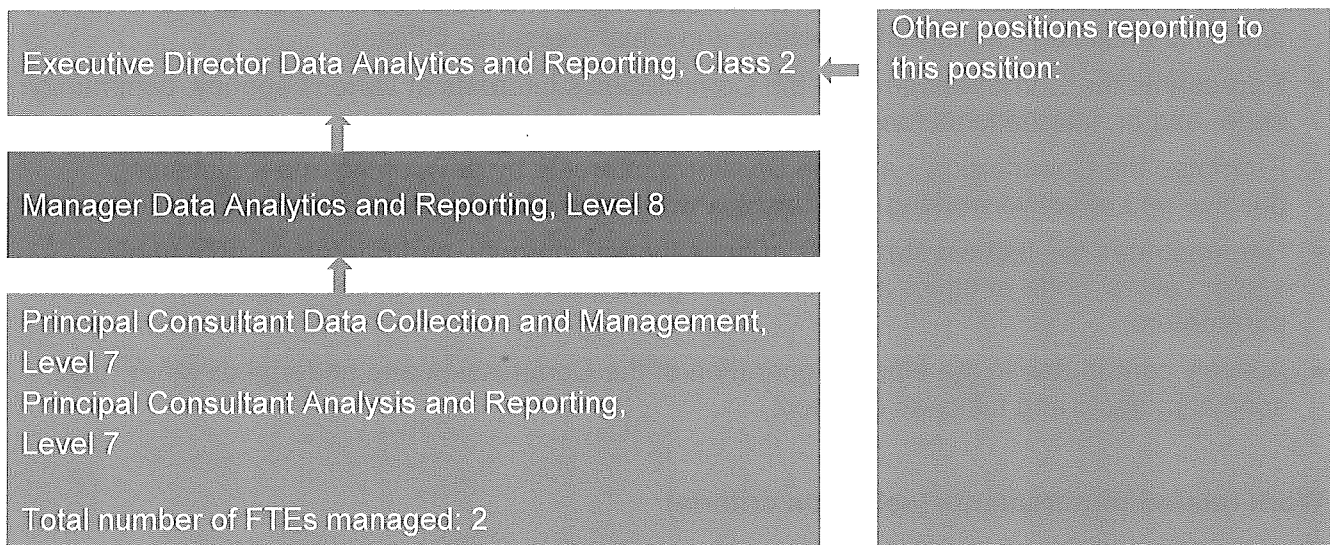 Executive Director Data Analytics and Reporting, Class 2
Other positions reporting to
this position:
Manager Data Analytics and Reporting, Level 8
Principal Consultant Data Collection and Management,
Level 7
Principal Consultant Analysis and Reporting,
Level 7
Total number of FTEs managed: 2